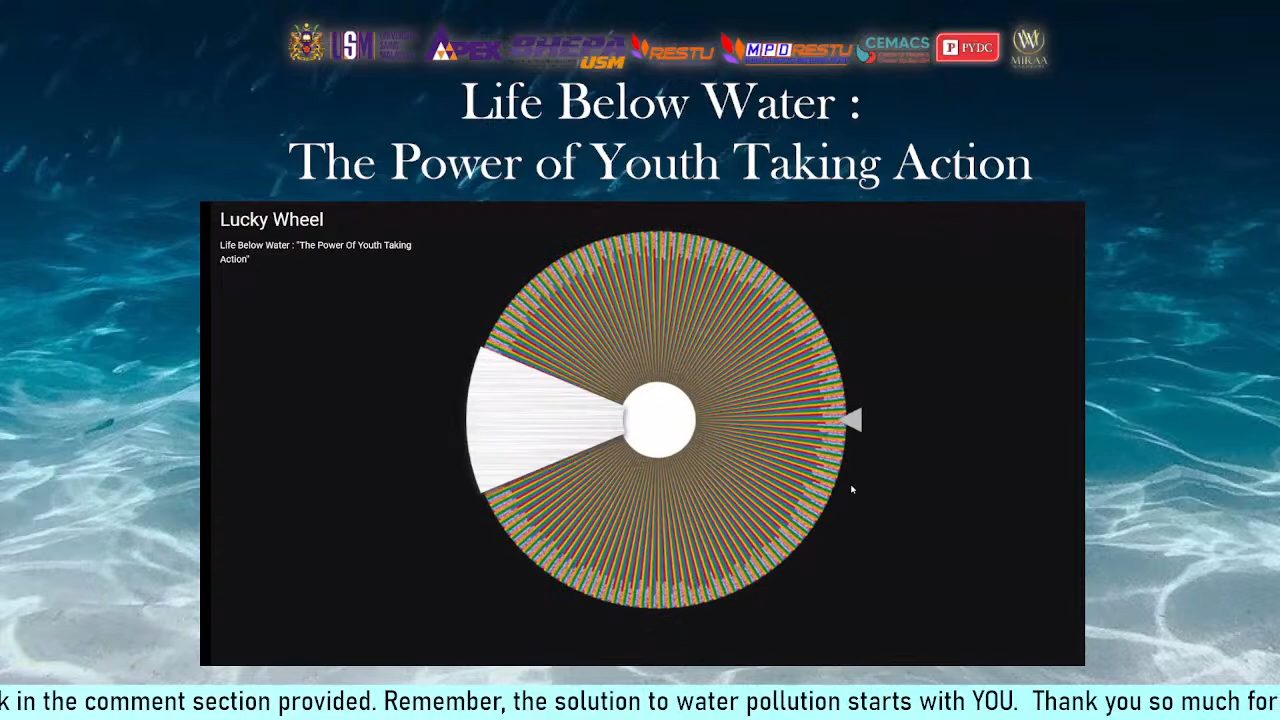 USM
APEX
USM
RESTU
MPD RESTU
CEMACS
P PYDC
MIRAA
Life Below Water :
The Power of Youth Taking Action
Lucky Wheel
Life Below Water : "The Power Of Youth Taking
Action"
k in the comment section provided. Remember, the solution to water pollution starts with YOU. Thank you so much for